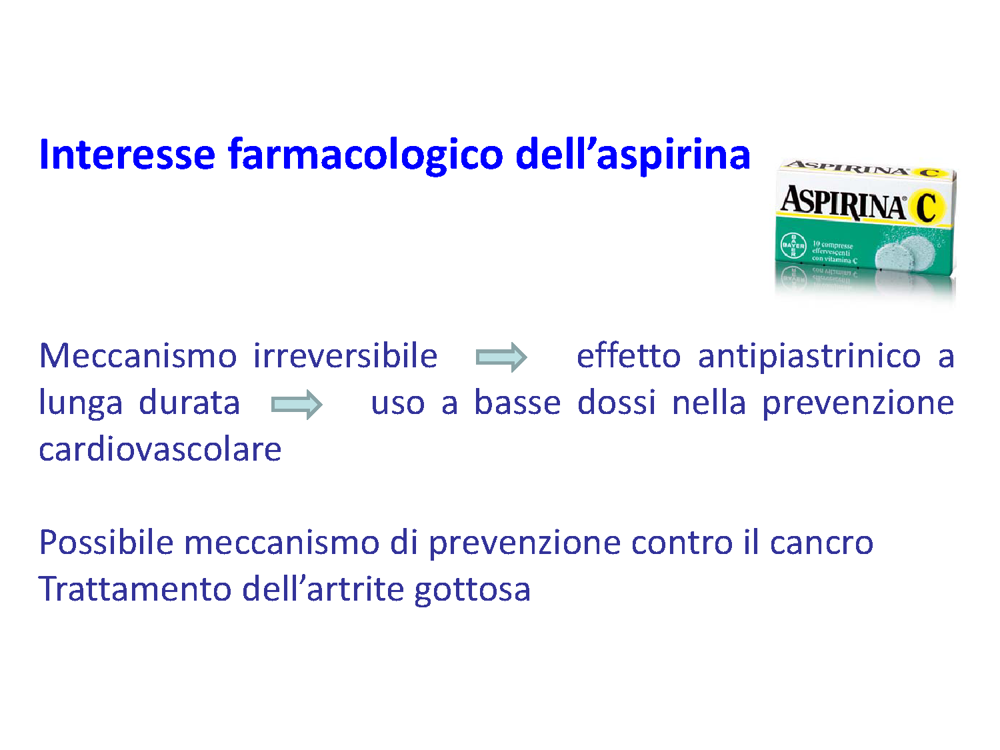 Interesse farmacologico dell’aspirina
ASPIRINA C
ASPIRINA® C
BAYER
BAYER
10 compresse
effervescenti
con vitamina C
Meccanismo irreversibile effetto antipiastrinico a
lunga durata uso a basse dossi nella prevenzione
cardiovascolare
Possibile meccanismo di prevenzione contro il cancro
Trattamento dell’artrite gottosa